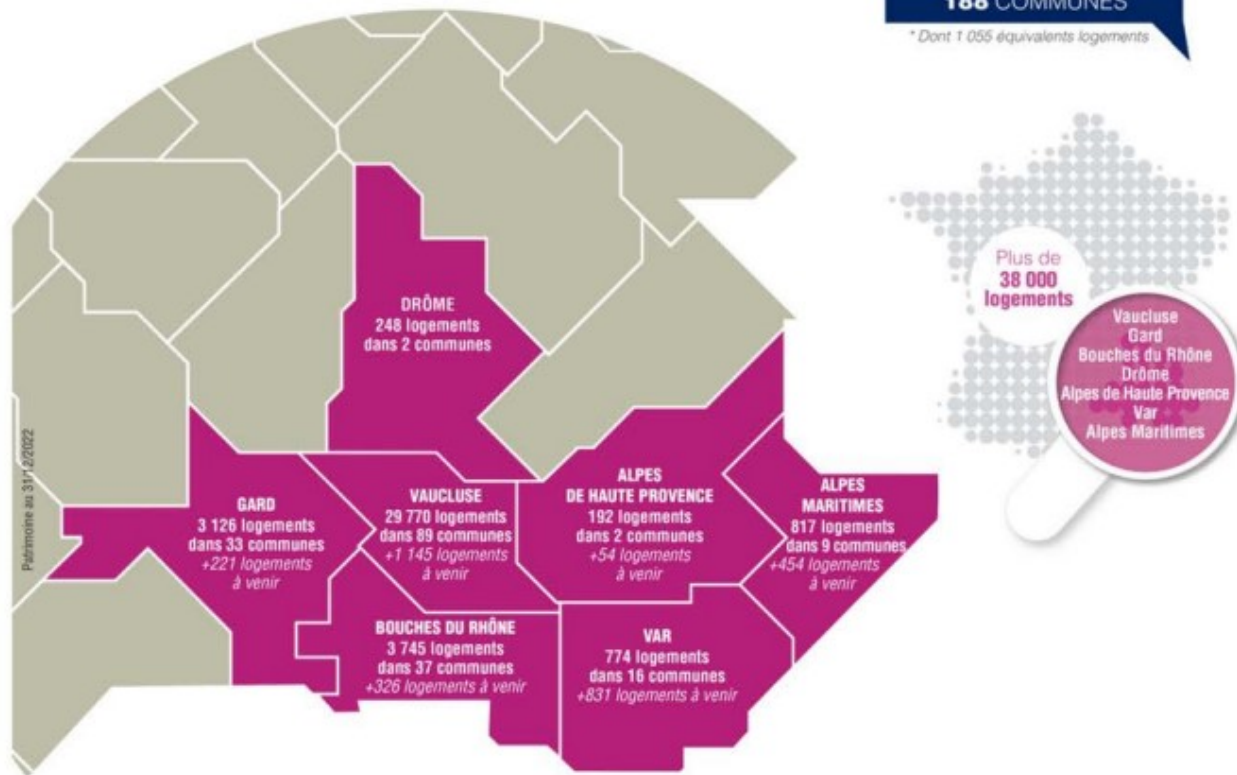 188 COMMUNES
* Dont 1 055 équivalents logements
Plus de
38 000
logements
Vaucluse
Gard
Bouches du Rhône
Drôme
Alpes de Haute Provence
Var
Alpes Maritimes
DRÔME
248 logements
dans 2 communes
GARD
3 126 logements
dans 33 communes
+221 logements
à venir
VAUCLUSE
29 770 logements
dans 89 communes
+1 145 logements
à venir
ALPES
DE HAUTE PROVENCE
192 logements
dans 2 communes
+54 logements
à venir
ALPES
MARITIMES
817 logements
dans 9 communes
+454 logements
à venir
BOUCHES DU RHÔNE
3 745 logements
dans 37 communes
+326 logements à venir
VAR
774 logements
dans 16 communes
+831 logements à venir
Patrimoine au 31/12/2022